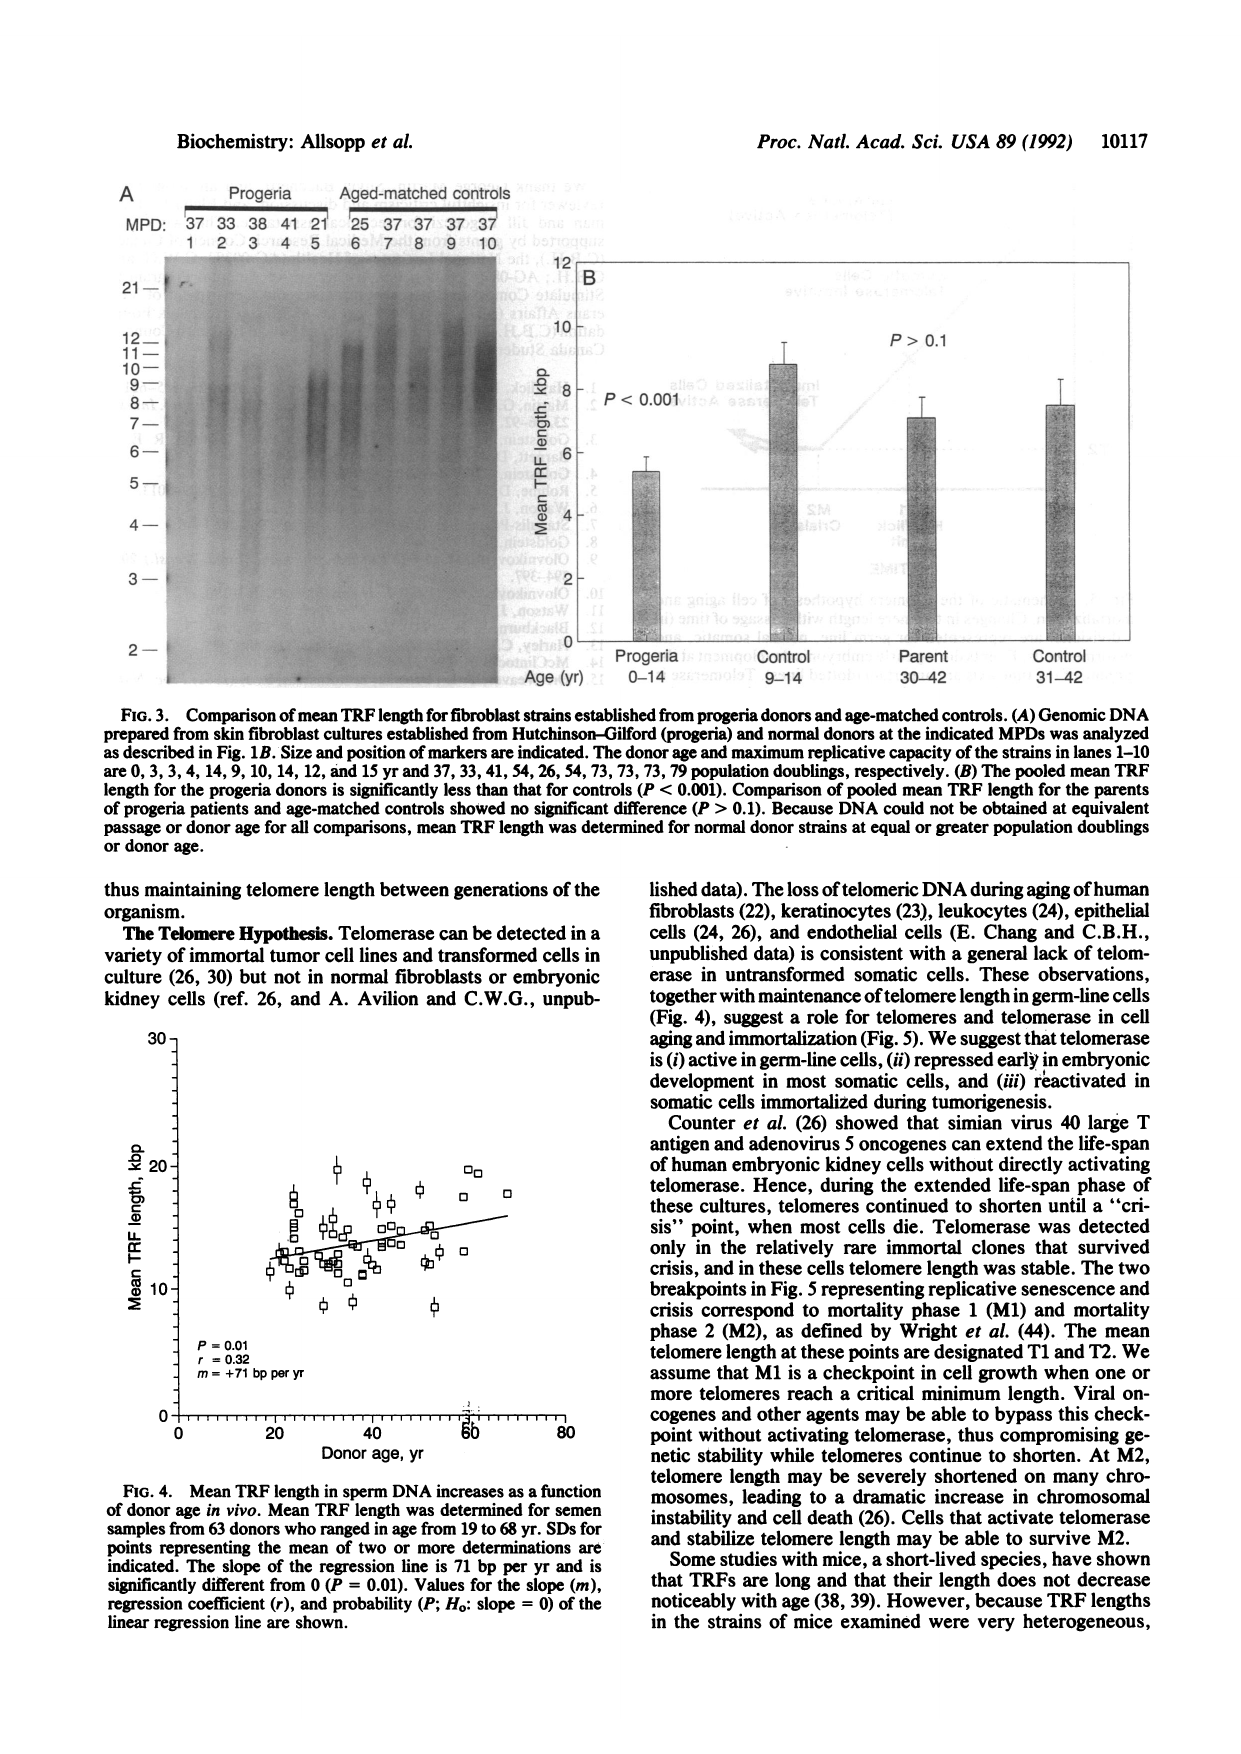 Biochemistry: Allsopp et al.
Proc. Natl. Acad. Sci. USA 89 (1992) 10117
A
Progeria Aged-matched controls
MPD: 37 33 38 41 21 25 37 37 37 37
1 2 3 4 5 6 7 8 9 10
21
12
11
10
9
8
7
6
5
4
3
2
B
12
10
8
6
4
2
0
Mean TRF length, kbp
P < 0.001
P > 0.1
Progeria Control Parent Control
Age (yr) 0–14 9–14 30–42 31–42
FIG. 3. Comparison of mean TRF length for fibroblast strains established from progeria donors and age-matched controls. (A) Genomic DNA
prepared from skin fibroblast cultures established from Hutchinson–Gilford (progeria) and normal donors at the indicated MPDs was analyzed
as described in Fig. 1B. Size and position of markers are indicated. The donor age and maximum replicative capacity of the strains in lanes 1–10
are 0, 3, 3, 4, 14, 9, 10, 14, 12, and 15 yr and 37, 33, 41, 54, 26, 54, 73, 73, 73, 79 population doublings, respectively. (B) The pooled mean TRF
length for the progeria donors is significantly less than that for controls (P < 0.001). Comparison of pooled mean TRF length for the parents
of progeria patients and age-matched controls showed no significant difference (P > 0.1). Because DNA could not be obtained at equivalent
passage or donor age for all comparisons, mean TRF length was determined for normal donor strains at equal or greater population doublings
or donor age.
thus maintaining telomere length between generations of the
organism.
The Telomere Hypothesis. Telomerase can be detected in a
variety of immortal tumor cell lines and transformed cells in
culture (26, 30) but not in normal fibroblasts or embryonic
kidney cells (ref. 26, and A. Avilion and C.W.G., unpub-
30
20
10
0
Mean TRF length, kbp
P = 0.01
r = 0.32
m = +71 bp per yr
0 20 40 60 80
Donor age, yr
FIG. 4. Mean TRF length in sperm DNA increases as a function
of donor age in vivo. Mean TRF length was determined for semen
samples from 63 donors who ranged in age from 19 to 68 yr. SDs for
points representing the mean of two or more determinations are
indicated. The slope of the regression line is 71 bp per yr and is
significantly different from 0 (P = 0.01). Values for the slope (m),
regression coefficient (r), and probability (P; Ho: slope = 0) of the
linear regression line are shown.
lished data). The loss of telomeric DNA during aging of human
fibroblasts (22), keratinocytes (23), leukocytes (24), epithelial
cells (24, 26), and endothelial cells (E. Chang and C.B.H.,
unpublished data) is consistent with a general lack of telom-
erase in untransformed somatic cells. These observations,
together with maintenance of telomere length in germ-line cells
(Fig. 4), suggest a role for telomeres and telomerase in cell
aging and immortalization (Fig. 5). We suggest that telomerase
is (i) active in germ-line cells, (ii) repressed early in embryonic
development in most somatic cells, and (iii) reactivated in
somatic cells immortalized during tumorigenesis.
Counter et al. (26) showed that simian virus 40 large T
antigen and adenovirus 5 oncogenes can extend the life-span
of human embryonic kidney cells without directly activating
telomerase. Hence, during the extended life-span phase of
these cultures, telomeres continued to shorten until a “cri-
sis” point, when most cells die. Telomerase was detected
only in the relatively rare immortal clones that survived
crisis, and in these cells telomere length was stable. The two
breakpoints in Fig. 5 representing replicative senescence and
crisis correspond to mortality phase 1 (M1) and mortality
phase 2 (M2), as defined by Wright et al. (44). The mean
telomere length at these points are designated T1 and T2. We
assume that M1 is a checkpoint in cell growth when one or
more telomeres reach a critical minimum length. Viral on-
cogenes and other agents may be able to bypass this check-
point without activating telomerase, thus compromising ge-
netic stability while telomeres continue to shorten. At M2,
telomere length may be severely shortened on many chro-
mosomes, leading to a dramatic increase in chromosomal
instability and cell death (26). Cells that activate telomerase
and stabilize telomere length may be able to survive M2.
Some studies with mice, a short-lived species, have shown
that TRFs are long and that their length does not decrease
noticeably with age (38, 39). However, because TRF lengths
in the strains of mice examined were very heterogeneous,